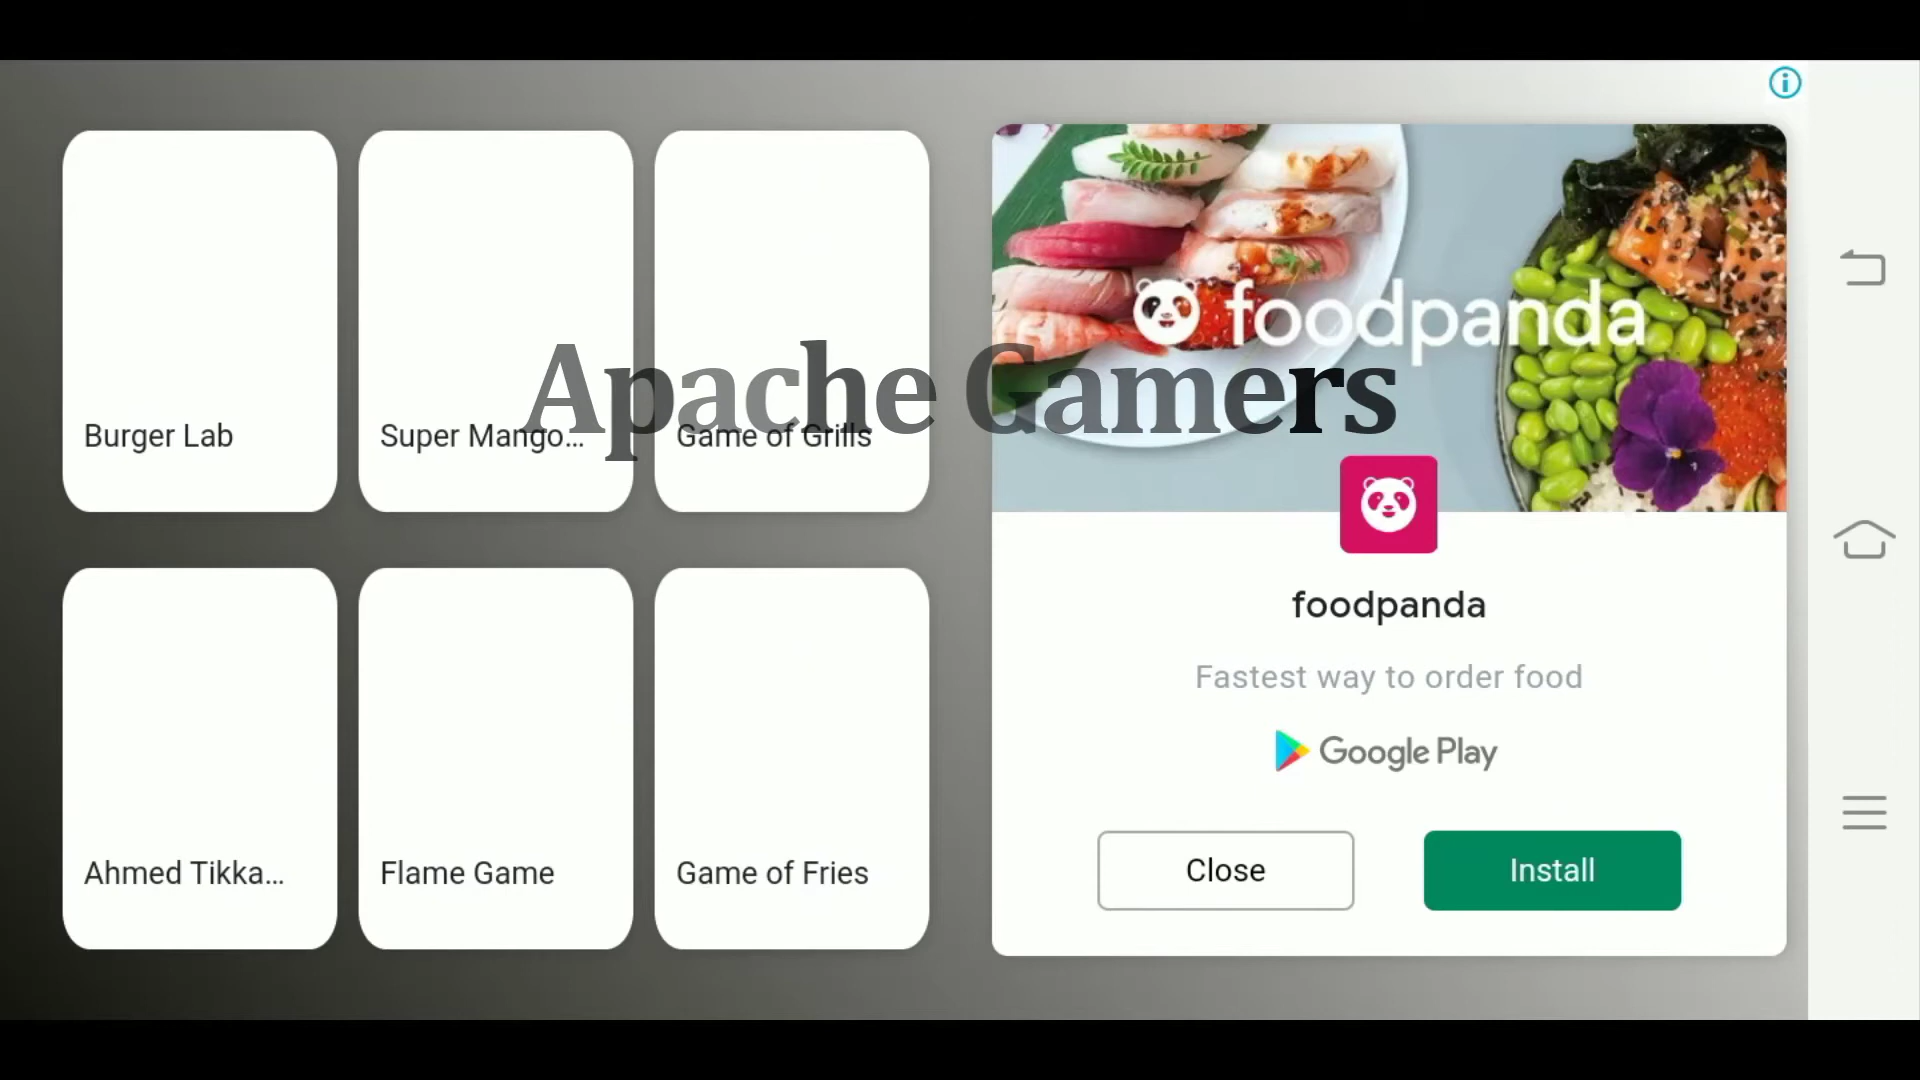 Burger Lab
Super Mango...
Game of Grills
Apache Gamers
Ahmed Tikka...
Flame Game
Game of Fries
foodpanda
foodpanda
Fastest way to order food
Google Play
Close
Install